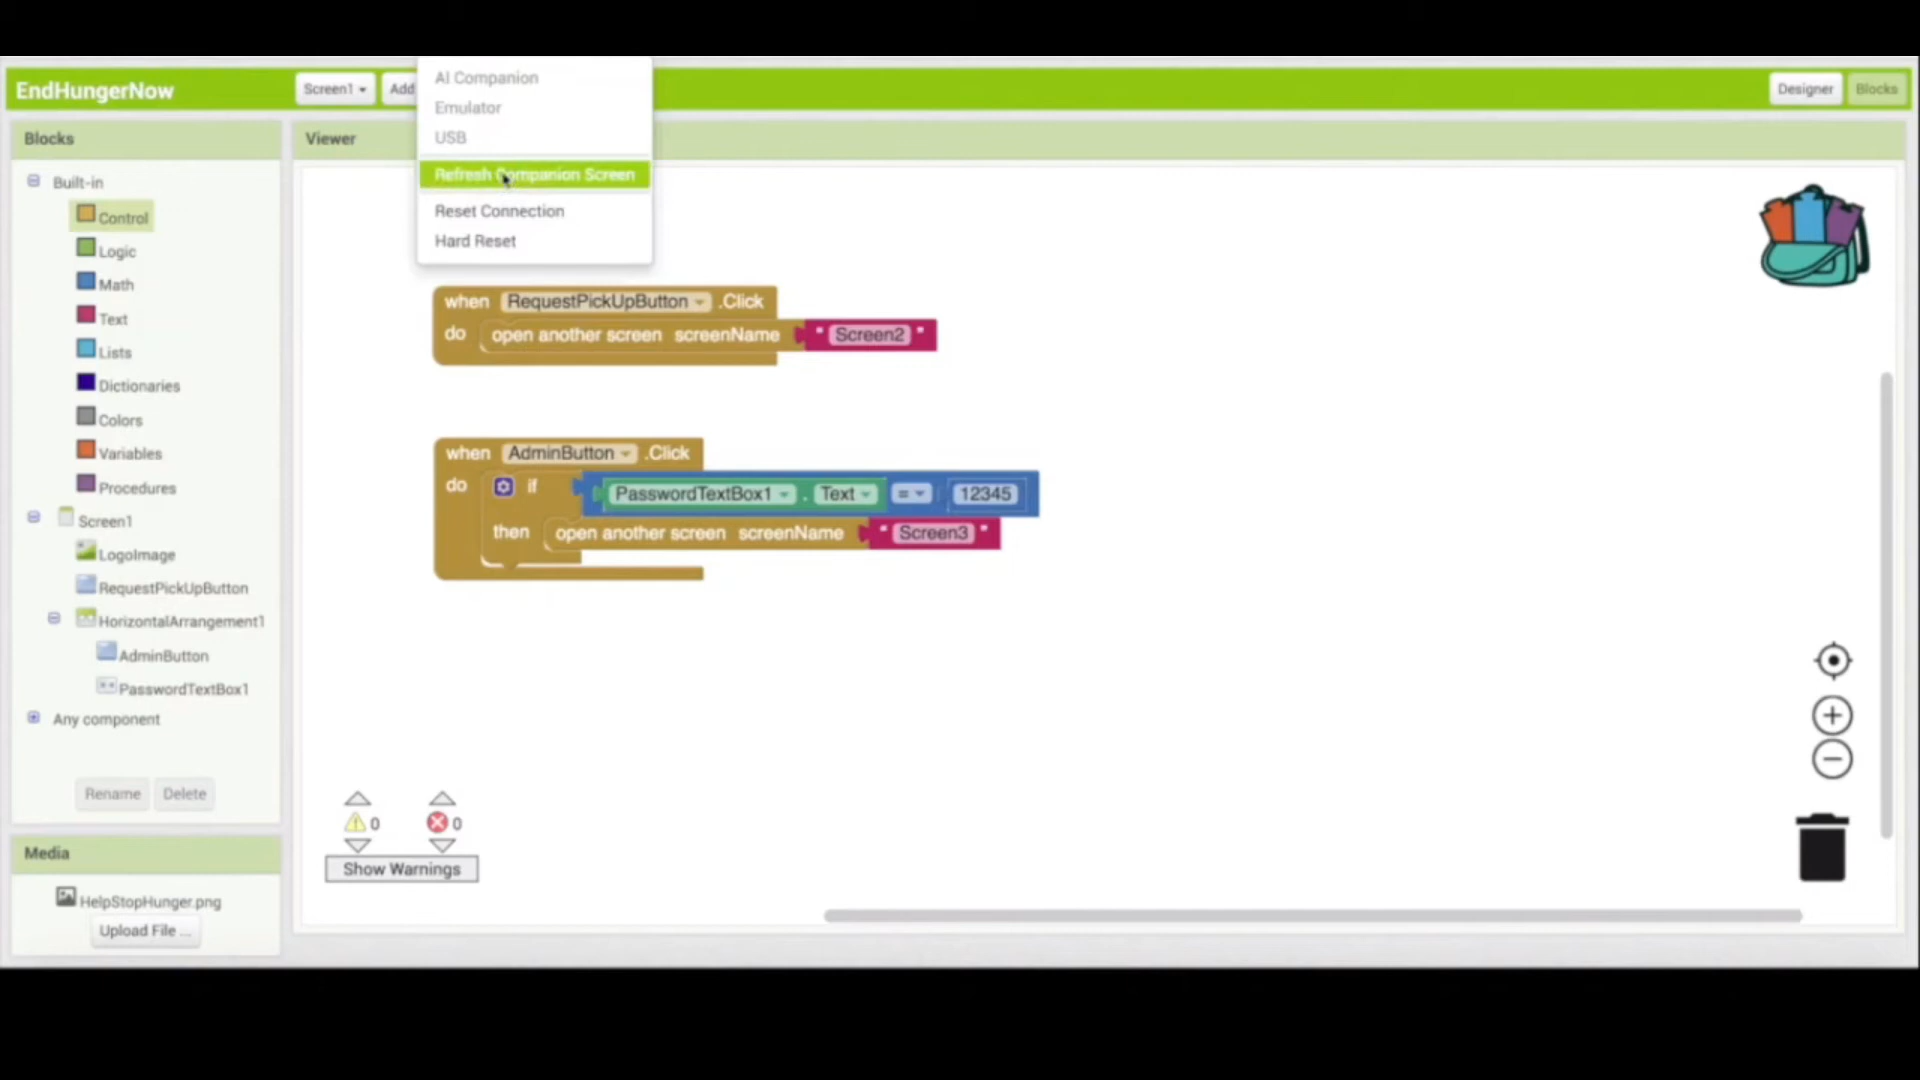 EndHungerNow
Screen1
Add
AI Companion
Emulator
USB
Refresh Companion Screen
Reset Connection
Hard Reset
Designer
Blocks
Blocks
Built-in
Control
Logic
Math
Text
Lists
Dictionaries
Colors
Variables
Procedures
Screen1
LogoImage
RequestPickUpButton
HorizontalArrangement1
AdminButton
PasswordTextBox1
Any component
Rename
Delete
Media
HelpStopHunger.png
Upload File ...
Viewer
when RequestPickUpButton .Click
do open another screen screenName " Screen2 "
when AdminButton .Click
do if PasswordTextBox1 . Text = 12345
then open another screen screenName " Screen3 "
0
0
Show Warnings